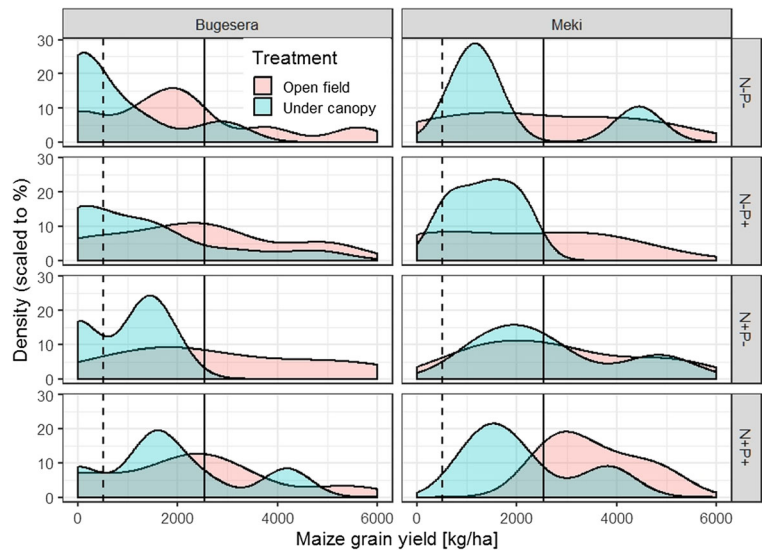 Bugesera
Meki
Treatment
Open field
Under canopy
Density (scaled to %)
30
20
10
0
N-P-
30
20
10
0
N-P+
30
20
10
0
N+P-
30
20
10
0
N+P+
0
2000
4000
6000
0
2000
4000
6000
Maize grain yield [kg/ha]